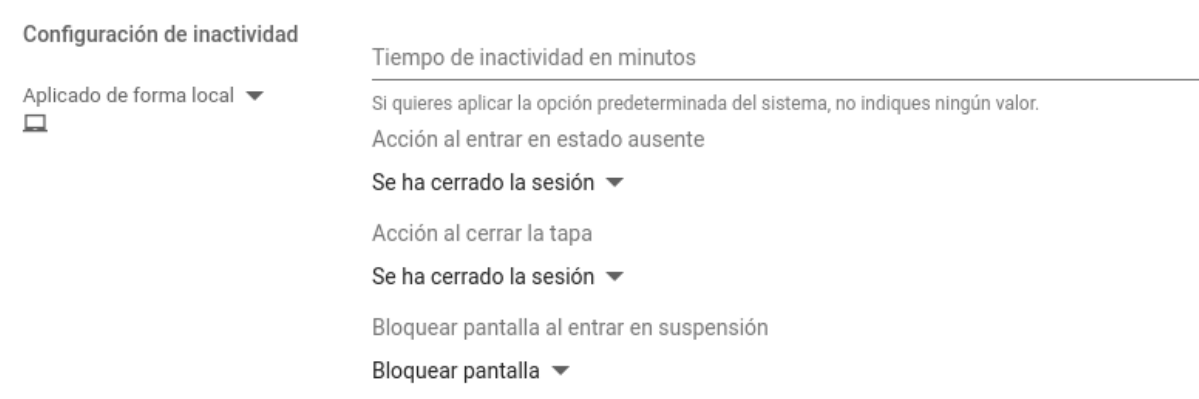 Configuración de inactividad
Aplicado de forma local
Tiempo de inactividad en minutos
Si quieres aplicar la opción predeterminada del sistema, no indiques ningún valor.
Acción al entrar en estado ausente
Se ha cerrado la sesión
Acción al cerrar la tapa
Se ha cerrado la sesión
Bloquear pantalla al entrar en suspensión
Bloquear pantalla